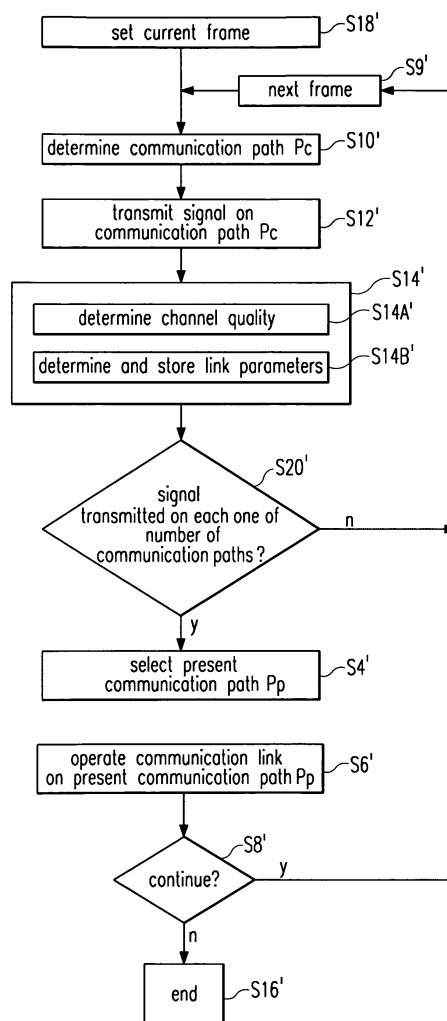 set current frame
S18'
S9'
next frame
determine communication path Pc
S10'
transmit signal on
communication path Pc
S12'
S14'
determine channel quality
S14A'
determine and store link parameters
S14B'
S20'
signal
transmitted on each one of
number of
communication paths?
n
y
select present
communication path Pp
S4'
operate communication link
on present communication path Pp
S6'
S8'
continue?
y
n
end
S16'